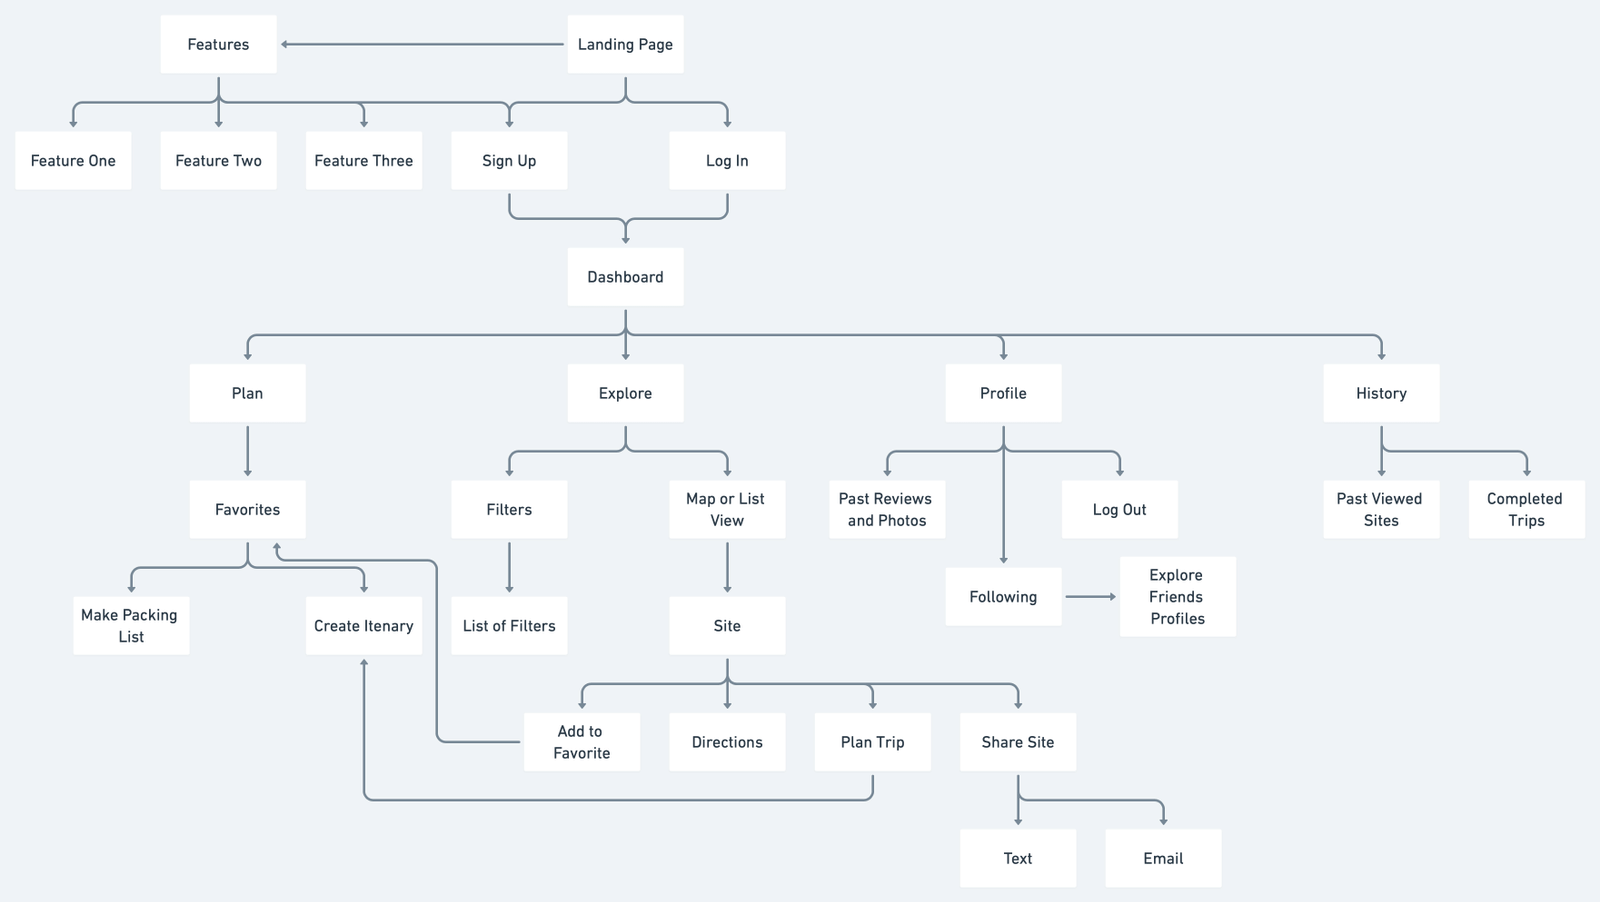 Features
Landing Page
Feature One
Feature Two
Feature Three
Sign Up
Log In
Dashboard
Plan
Explore
Profile
History
Favorites
Filters
Map or List
View
Past Reviews
and Photos
Log Out
Past Viewed
Sites
Completed
Trips
Make Packing
List
Create Itenary
List of Filters
Site
Following
Explore
Friends
Profiles
Add to
Favorite
Directions
Plan Trip
Share Site
Text
Email